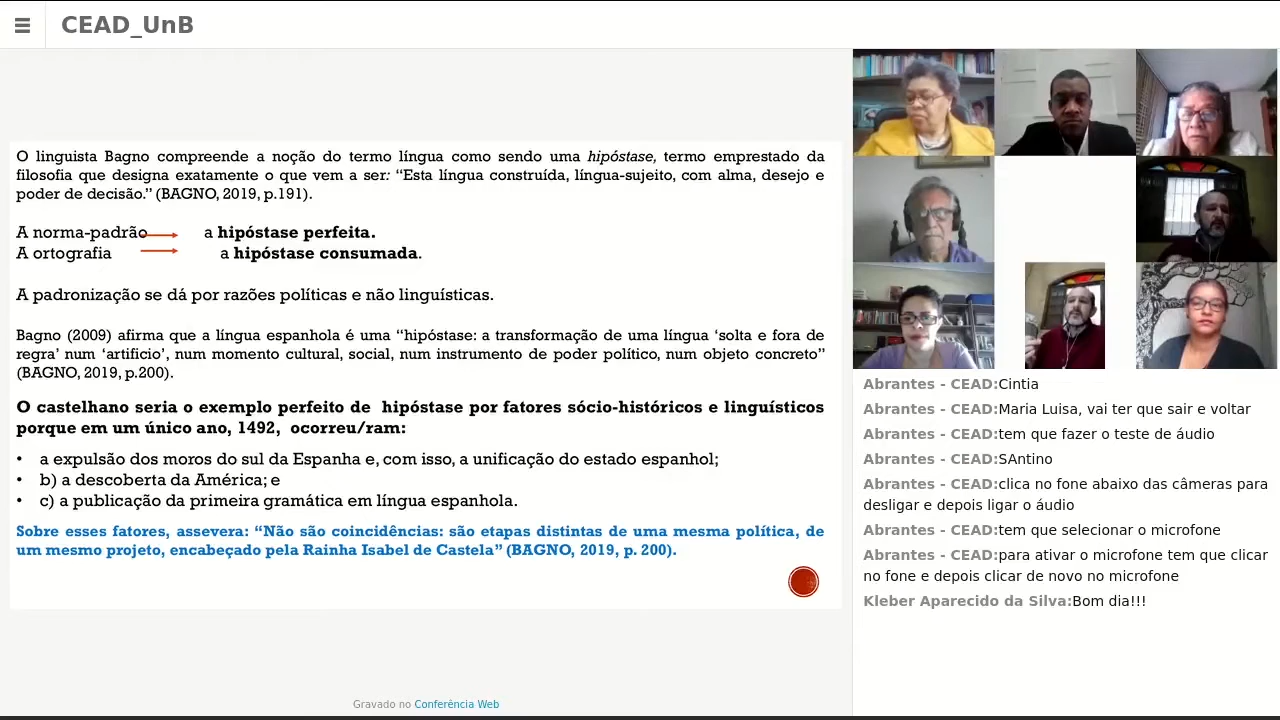 CEAD_UnB
O linguista Bagno compreende a noção do termo língua como sendo uma hipóstase, termo emprestado da
filosofia que designa exatamente o que vem a ser: “Esta língua construída, língua-sujeito, com alma, desejo e
poder de decisão.” (BAGNO, 2019, p.191).
A norma-padrão a hipóstase perfeita.
A ortografia a hipóstase consumada.
A padronização se dá por razões políticas e não linguísticas.
Bagno (2009) afirma que a língua espanhola é uma “hipóstase: a transformação de uma língua ‘solta e fora de
regra’ num ‘artificio’, num momento cultural, social, num instrumento de poder político, num objeto concreto”
(BAGNO, 2019, p.200).
O castelhano seria o exemplo perfeito de hipóstase por fatores sócio-históricos e linguísticos
porque em um único ano, 1492, ocorreu/ram:
• a expulsão dos moros do sul da Espanha e, com isso, a unificação do estado espanhol;
• b) a descoberta da América; e
• c) a publicação da primeira gramática em língua espanhola.
Sobre esses fatores, assevera: “Não são coincidências: são etapas distintas de uma mesma política, de
um mesmo projeto, encabeçado pela Rainha Isabel de Castela” (BAGNO, 2019, p. 200).
Gravado no Conferência Web
Abrantes - CEAD:Cintia
Abrantes - CEAD:Maria Luisa, vai ter que sair e voltar
Abrantes - CEAD:tem que fazer o teste de áudio
Abrantes - CEAD:SAntino
Abrantes - CEAD:clica no fone abaixo das câmeras para
desligar e depois ligar o áudio
Abrantes - CEAD:tem que selecionar o microfone
Abrantes - CEAD:para ativar o microfone tem que clicar
no fone e depois clicar de novo no microfone
Kleber Aparecido da Silva:Bom dia!!!